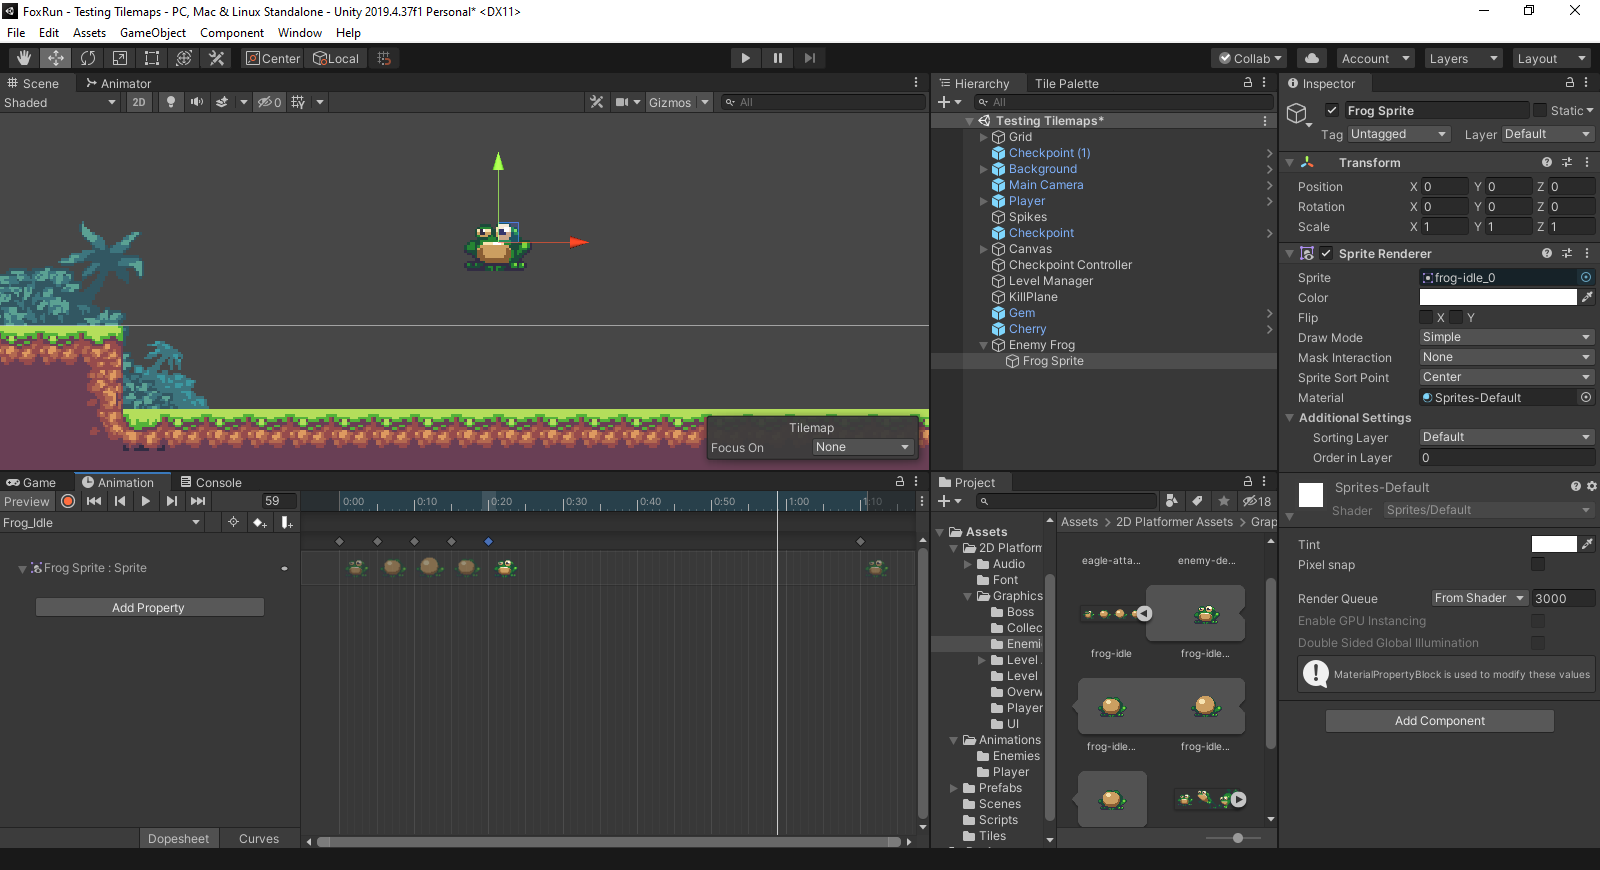 FoxRun - Testing Tilemaps - PC, Mac & Linux Standalone - Unity 2019.4.37f1 Personal* <DX11>
File Edit Assets GameObject Component Window Help
Center Local Collab Account Layers Layout
Scene Animator
Shaded 2D 0 Gizmos All
Tilemap
Focus On None
Hierarchy Tile Palette
All
Testing Tilemaps*
Grid
Checkpoint (1)
Background
Main Camera
Player
Spikes
Checkpoint
Canvas
Checkpoint Controller
Level Manager
KillPlane
Gem
Cherry
Enemy Frog
Frog Sprite
Inspector
Frog Sprite Static
Tag Untagged Layer Default
Transform
Position X 0 Y 0 Z 0
Rotation X 0 Y 0 Z 0
Scale X 1 Y 1 Z 1
Sprite Renderer
Sprite frog-idle_0
Color
Flip X Y
Draw Mode Simple
Mask Interaction None
Sprite Sort Point Center
Material Sprites-Default
Additional Settings
Sorting Layer Default
Order in Layer 0
Sprites-Default
Shader Sprites/Default
Tint
Pixel snap
Render Queue From Shader 3000
Enable GPU Instancing
Double Sided Global Illumination
MaterialPropertyBlock is used to modify these values
Add Component
Game Animation Console
Preview 59 0:00 0:10 0:20 0:30 0:40 0:50 1:00 1:10
Frog_Idle
Frog Sprite : Sprite
Add Property
Dopesheet Curves
Project
18
Assets
2D Platform
Audio
Font
Graphics
Boss
Collec
Enemi
Level
Level
Overw
Player
UI
Animations
Enemies
Player
Prefabs
Scenes
Scripts
Tiles
Assets > 2D Platformer Assets > Grap
eagle-atta... enemy-de...
frog-idle frog-idle...
frog-idle... frog-idle...